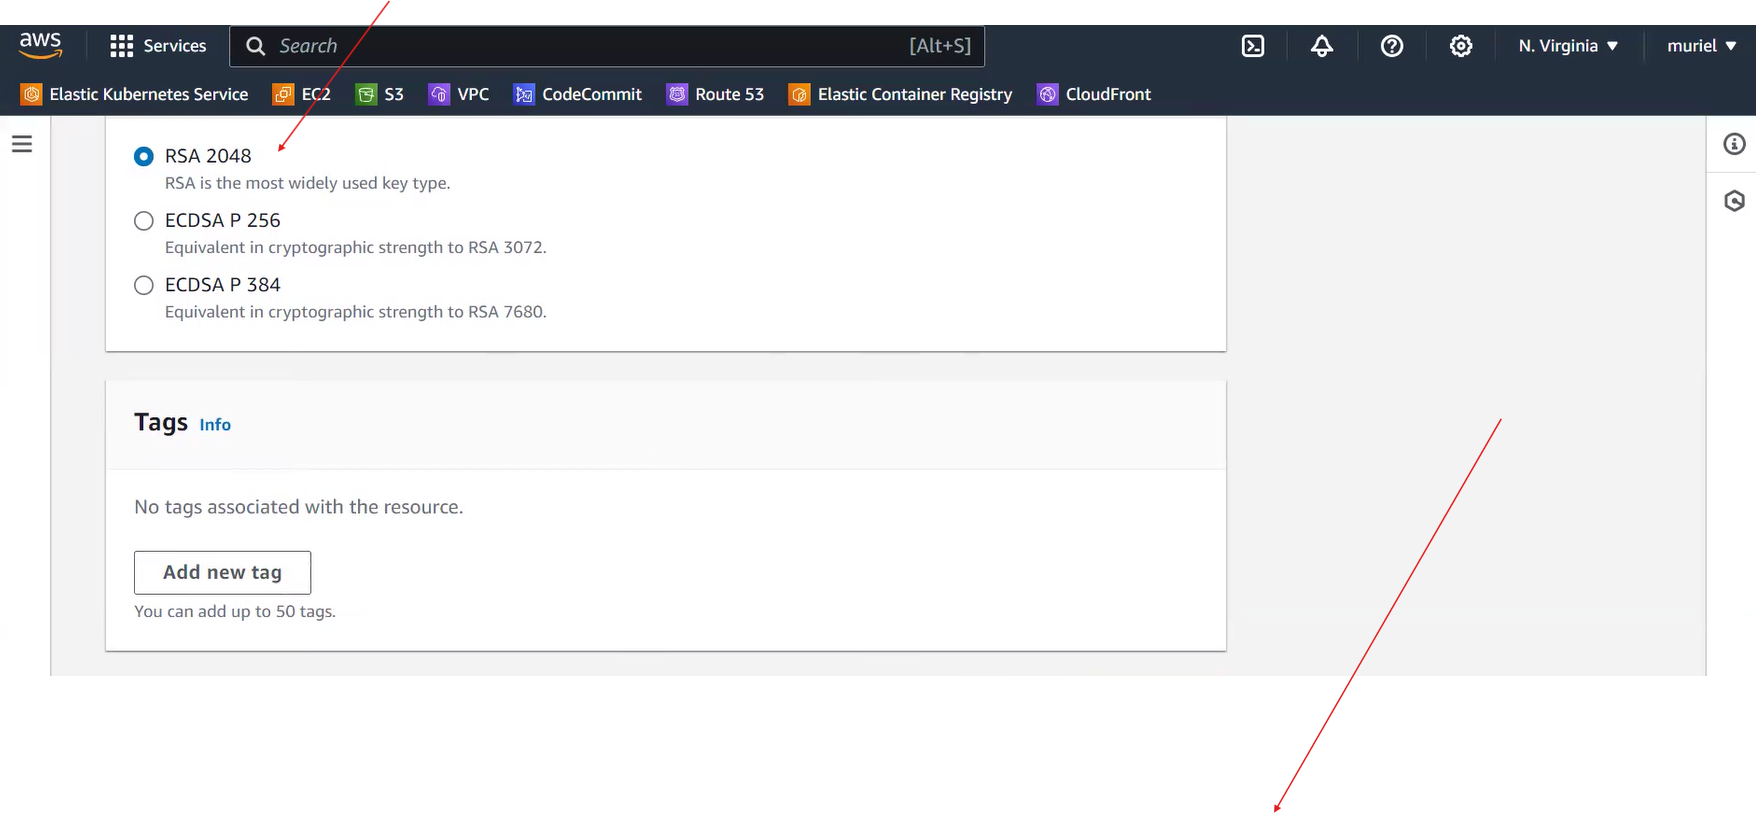 aws Services Search [Alt+S] N. Virginia muriel
Elastic Kubernetes Service EC2 S3 VPC CodeCommit Route 53 Elastic Container Registry CloudFront
RSA 2048
RSA is the most widely used key type.
ECDSA P 256
Equivalent in cryptographic strength to RSA 3072.
ECDSA P 384
Equivalent in cryptographic strength to RSA 7680.
Tags Info
No tags associated with the resource.
Add new tag
You can add up to 50 tags.